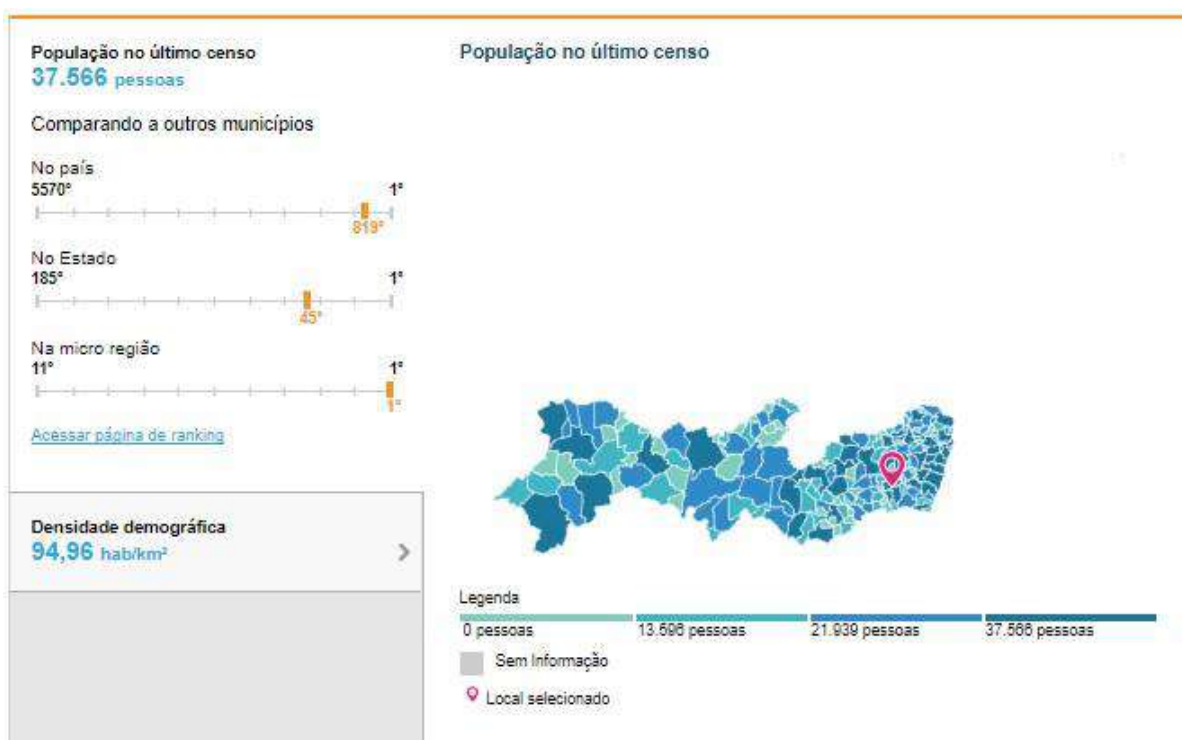 População no último censo
37.566 pessoas
Comparando a outros municípios
No país
5570° 1°
819°
No Estado
185° 1°
45°
Na micro região
11° 1°
1°
Acessar página de ranking
Densidade demográfica
94,96 hab/km²
População no último censo
Legenda
0 pessoas 13.596 pessoas 21.939 pessoas 37.566 pessoas
Sem Informação
Local selecionado